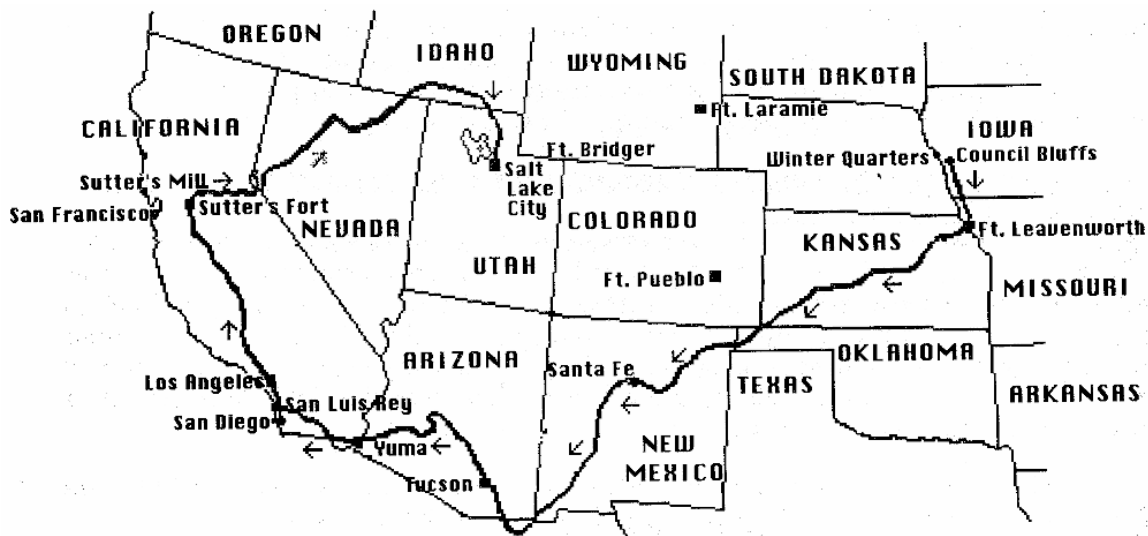 OREGON
IDAHO
WYOMING
SOUTH DAKOTA
Ft. Laramie
CALIFORNIA
IOWA
Ft. Bridger
Winter Quarters
Council Bluffs
Salt
Lake
City
Sutter's Mill
Sutter's Fort
San Francisco
NEVADA
COLORADO
KANSAS
Ft. Leavenworth
UTAH
Ft. Pueblo
MISSOURI
ARIZONA
OKLAHOMA
Santa Fe
TEXAS
ARKANSAS
Los Angeles
San Luis Rey
San Diego
Yuma
NEW
MEXICO
Tucson